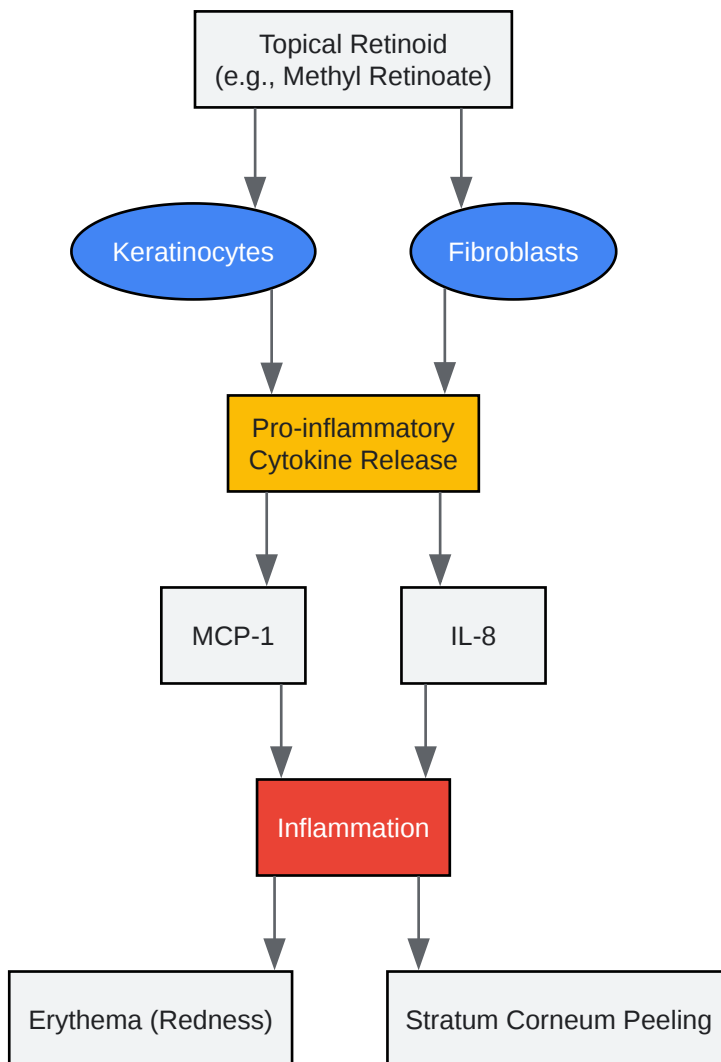 Topical Retinoid
(e.g., Methyl Retinoate)
Keratinocytes
Fibroblasts
Pro-inflammatory
Cytokine Release
MCP-1
IL-8
Inflammation
Erythema (Redness)
Stratum Corneum Peeling